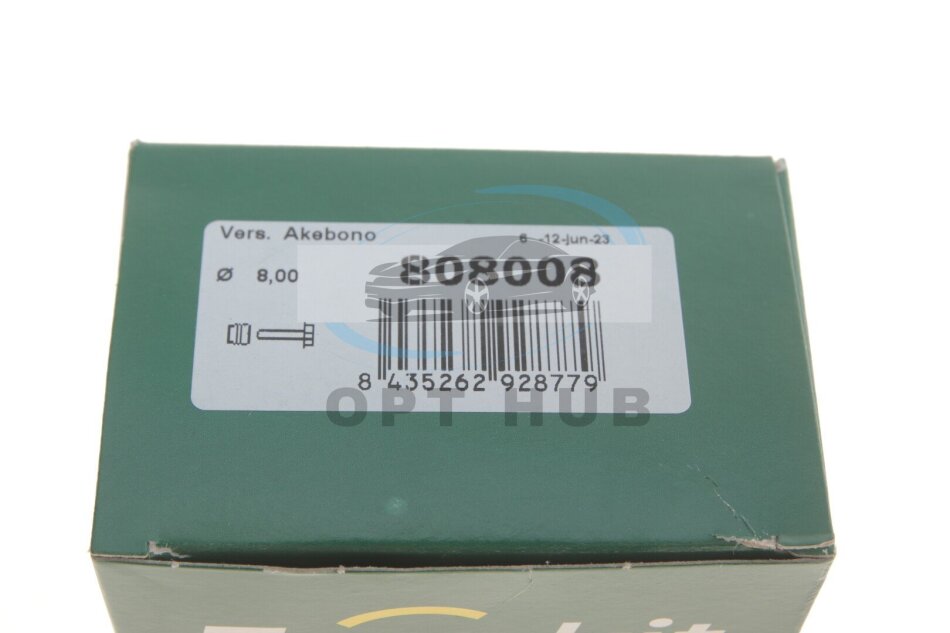 Vers. Akebono 6 -12-jun-23
Ø 8,00 808008
8 435262 928779
OPT HUB